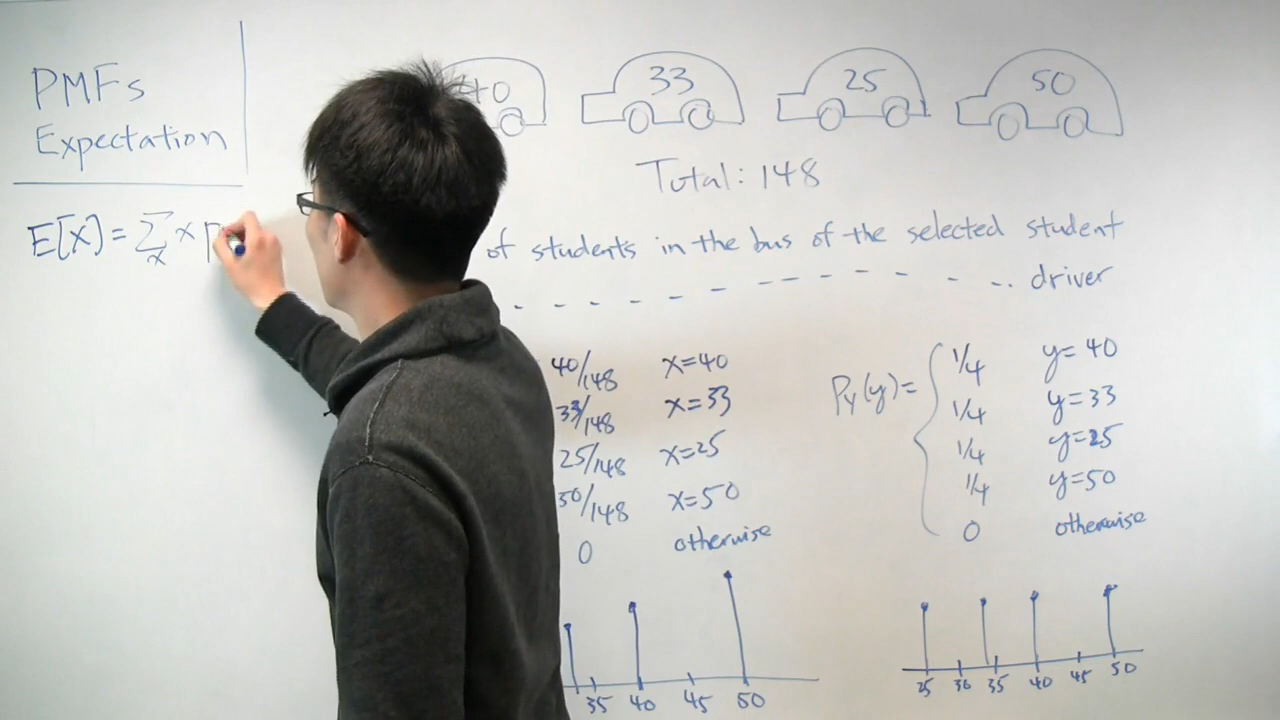 PMFs
Expectation
40 33 25 50
Total: 148
E[X] = Σ x p
x
of students in the bus of the selected student
driver
40/148 x=40
33/148 x=33
25/148 x=25
50/148 x=50
0 otherwise
PY(y) =
1/4 y=40
1/4 y=33
1/4 y=25
1/4 y=50
0 otherwise
35 40 45 50
25 30 35 40 45 50